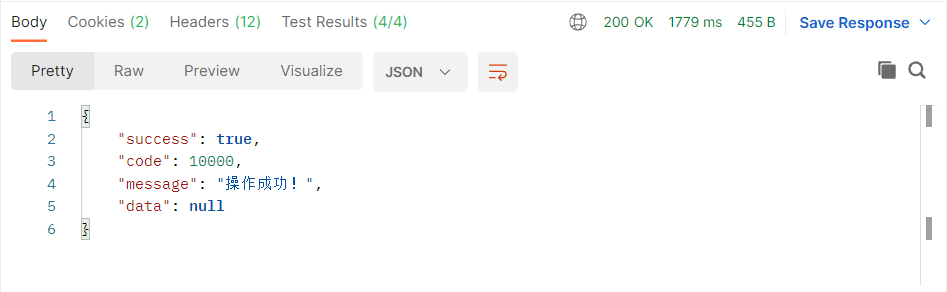 Body Cookies (2) Headers (12) Test Results (4/4) 200 OK 1779 ms 455 B Save Response
Pretty Raw Preview Visualize JSON
1 {
2 "success": true,
3 "code": 10000,
4 "message": "操作成功！",
5 "data": null
6 }